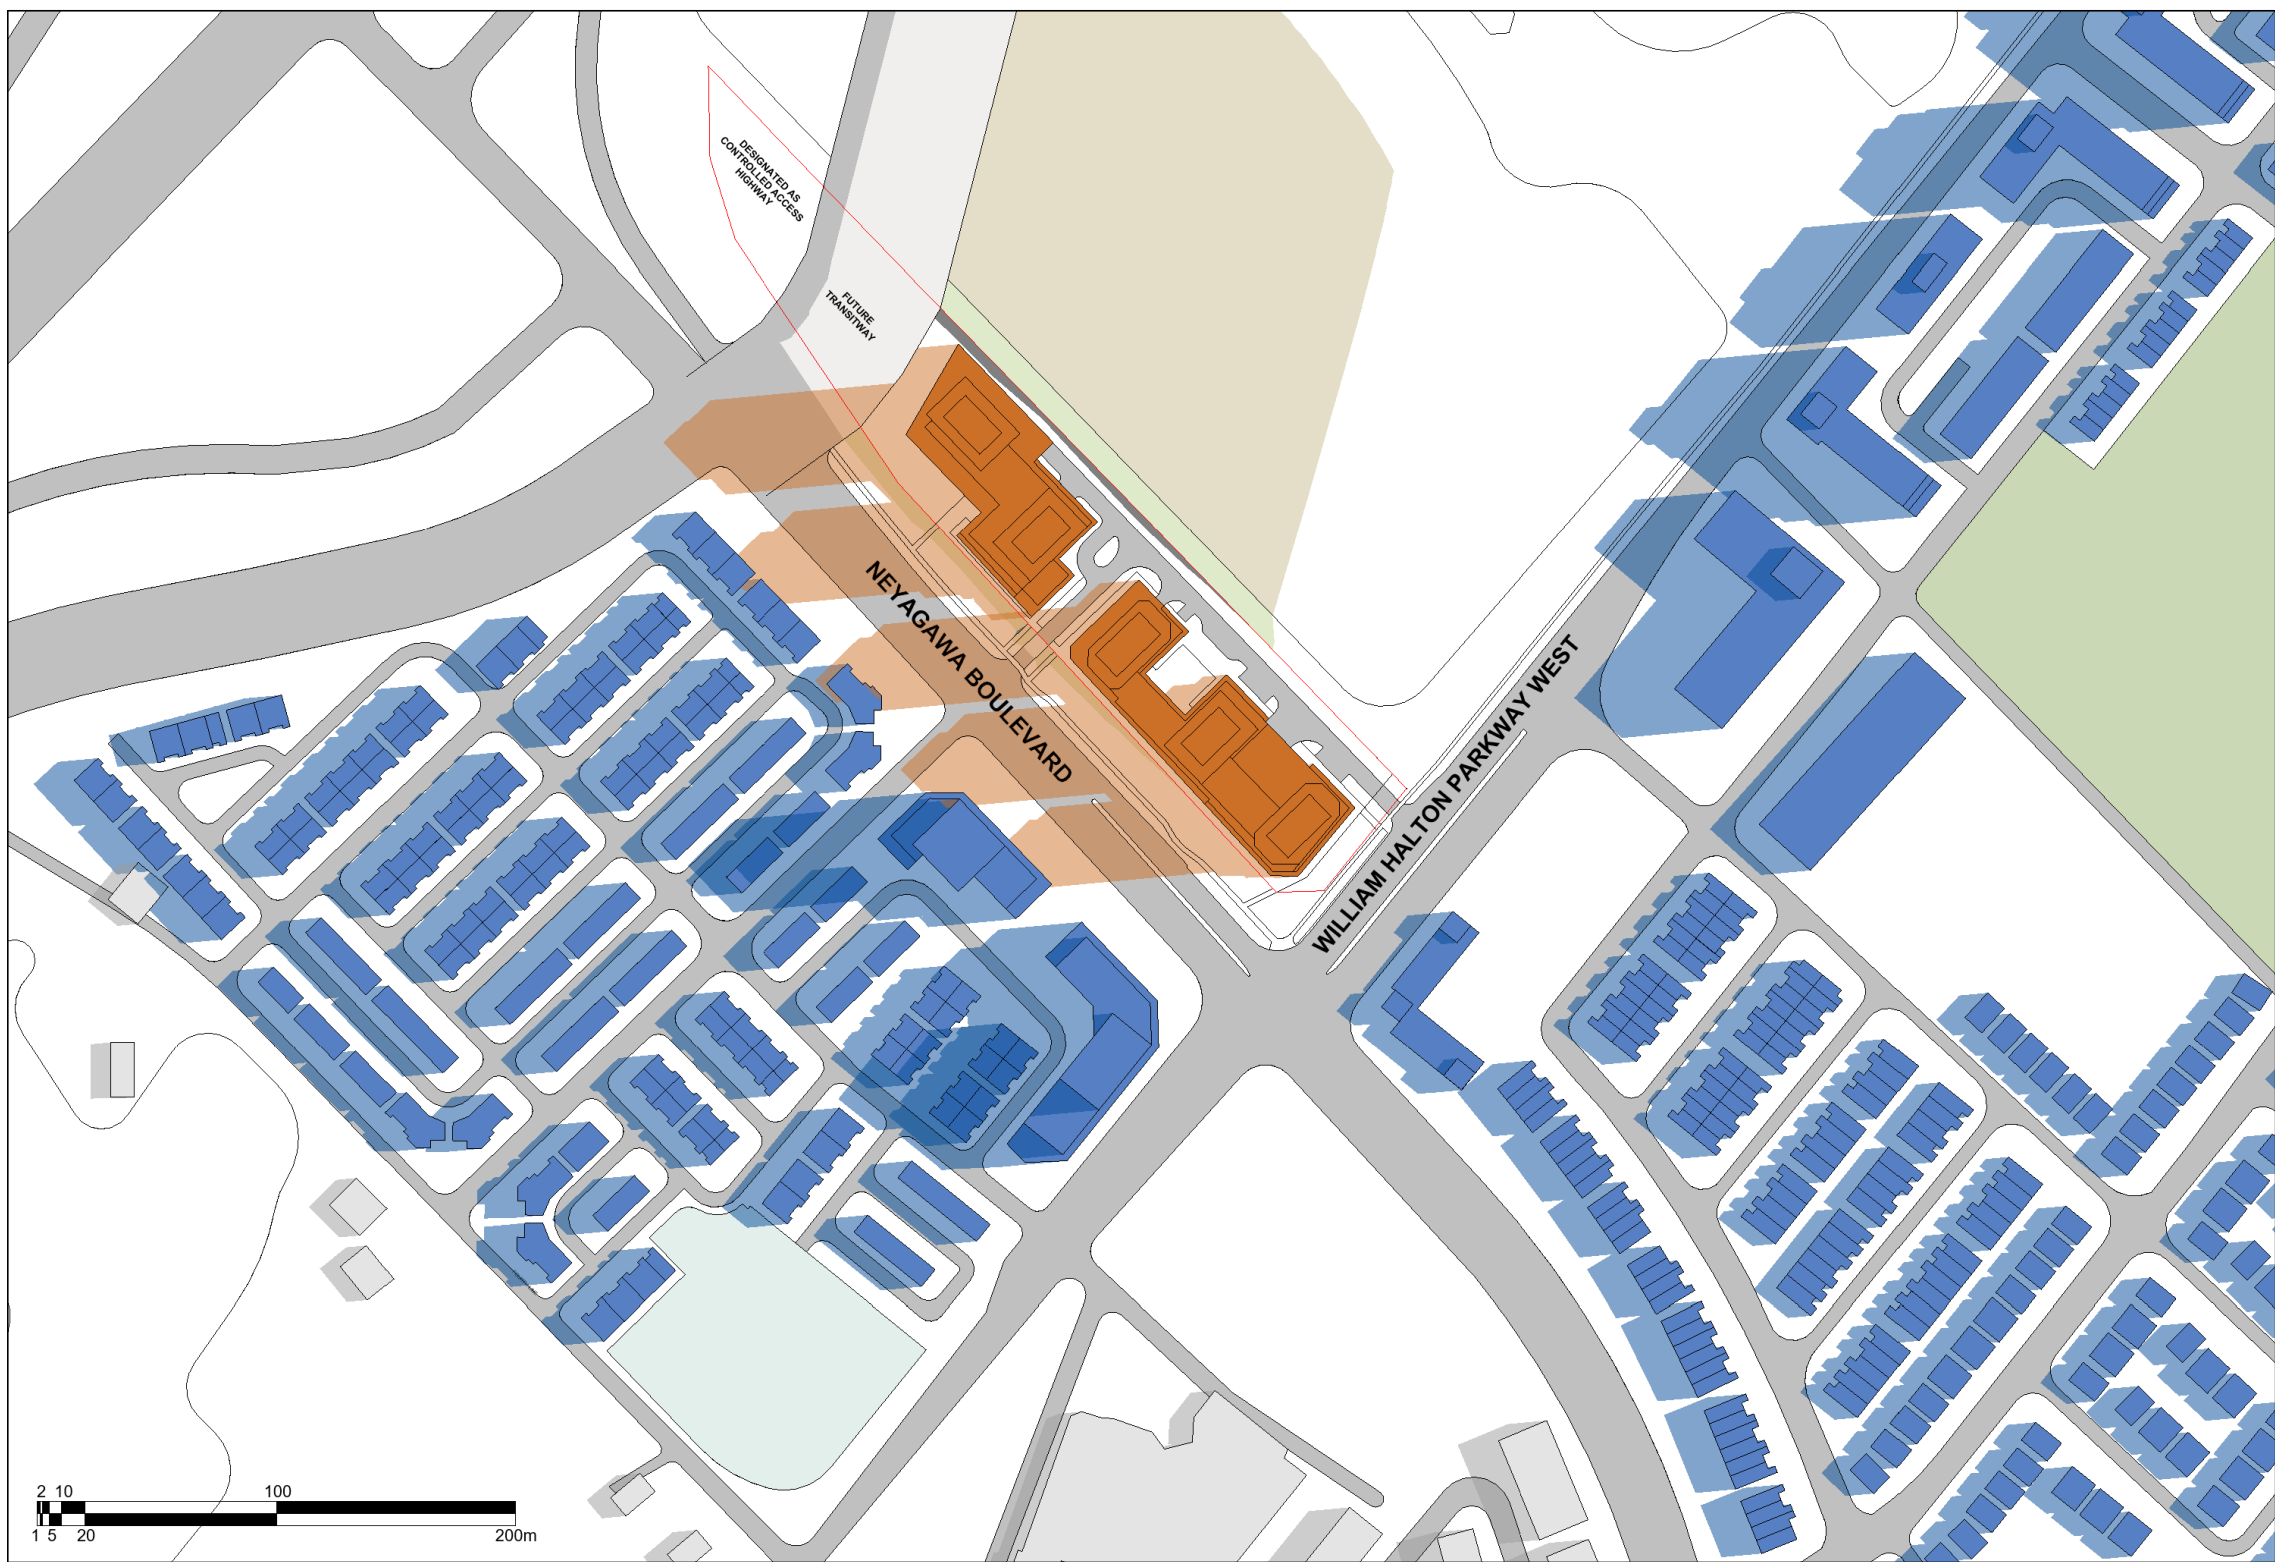 DESIGNATED AS
CONTROLLED ACCESS
HIGHWAY
FUTURE
TRANSITWAY
NEYAGAWA BOULEVARD
WILLIAM HALTON PARKWAY WEST
2 10 100
1 5 20 200m